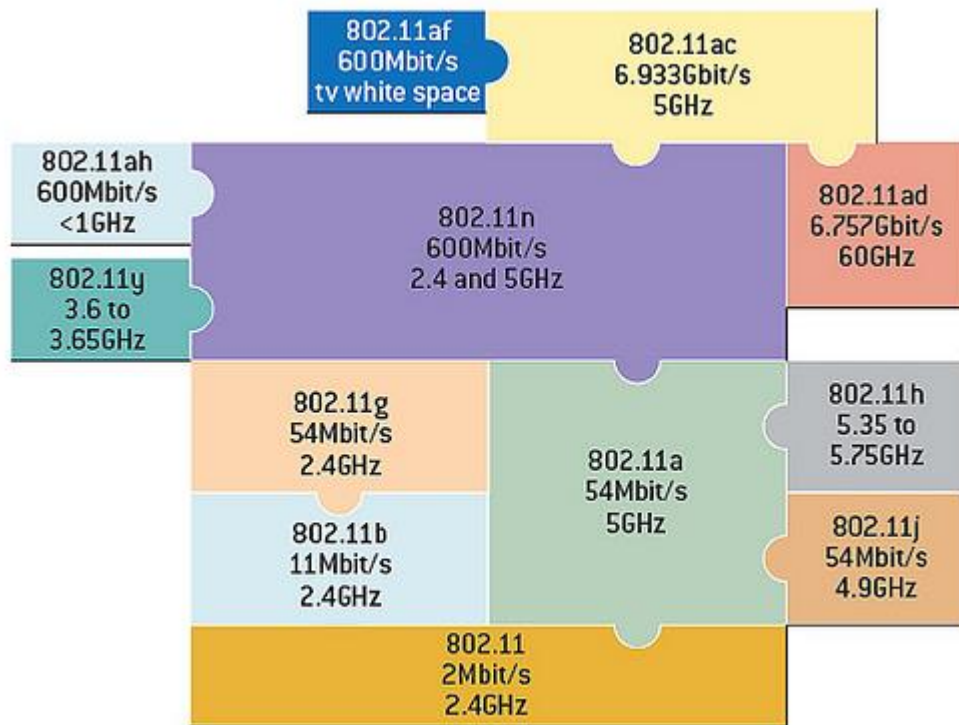 802.11af
600Mbit/s
tv white space
802.11ac
6.933Gbit/s
5GHz
802.11ah
600Mbit/s
<1GHz
802.11n
600Mbit/s
2.4 and 5GHz
802.11ad
6.757Gbit/s
60GHz
802.11y
3.6 to
3.65GHz
802.11g
54Mbit/s
2.4GHz
802.11a
54Mbit/s
5GHz
802.11h
5.35 to
5.75GHz
802.11b
11Mbit/s
2.4GHz
802.11j
54Mbit/s
4.9GHz
802.11
2Mbit/s
2.4GHz